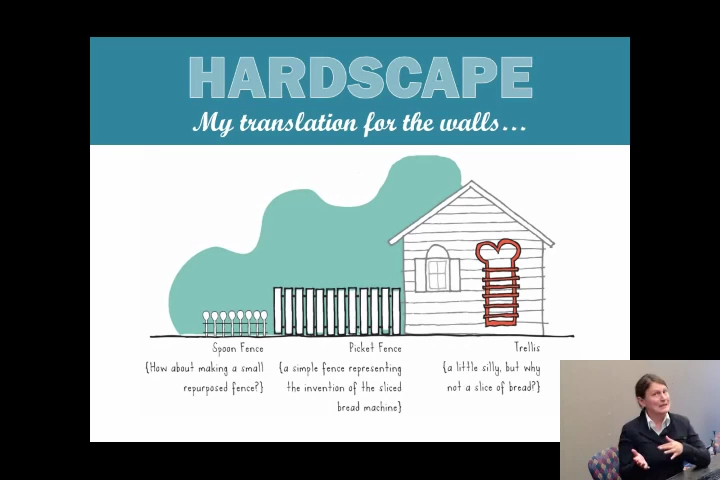 HARDSCAPE
My translation for the walls...
Spoon Fence
{How about making a small
repurposed fence?}
Picket Fence
{a simple fence representing
the invention of the sliced
bread machine}
Trellis
{a little silly, but why
not a slice of bread?}